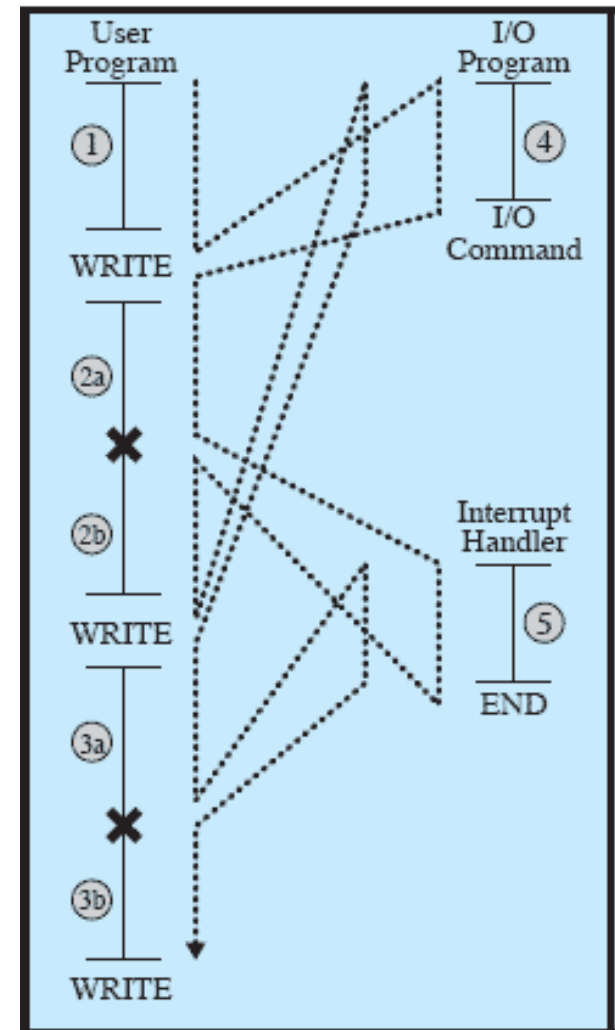 User
Program
1
WRITE
2a
2b
WRITE
3a
3b
WRITE
I/O
Program
4
I/O
Command
Interrupt
Handler
5
END